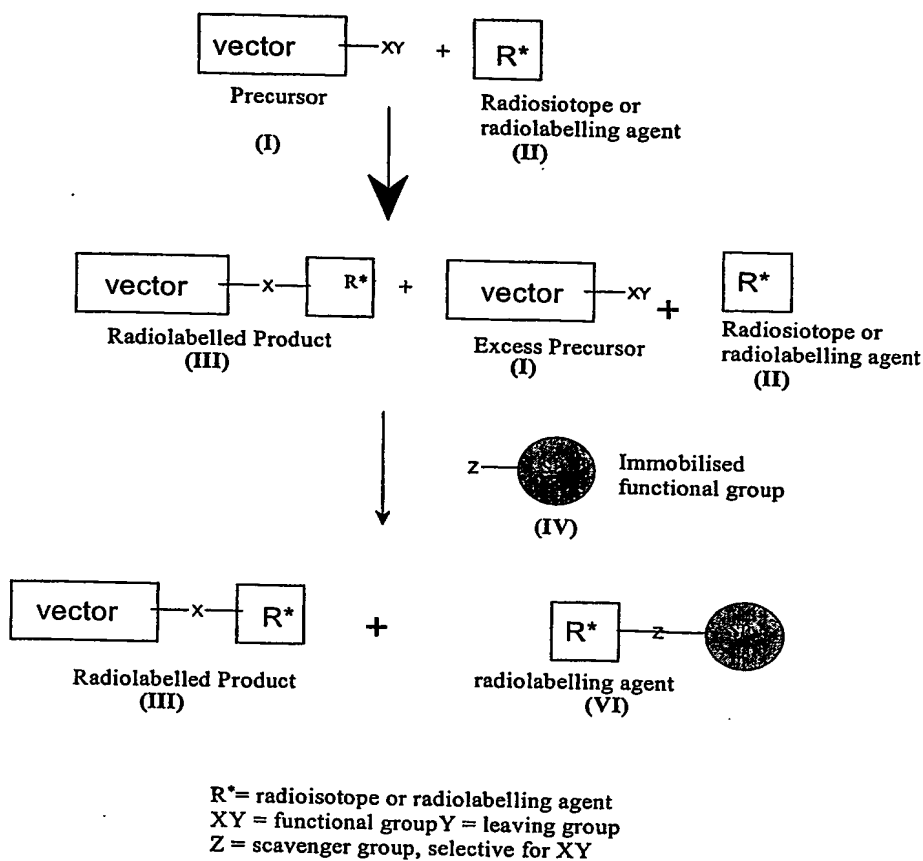 vector —XY + R*
Precursor
Radiosiotope or
radiolabelling agent
(I)
(II)
vector —X— R* + vector —XY + R*
Radiolabelled Product
(III)
Excess Precursor
(I)
Radiosiotope or
radiolabelling agent
(II)
Z
Immobilised
functional group
(IV)
vector —X— R* + R* —Z—
Radiolabelled Product
(III)
radiolabelling agent
(VI)
R*= radioisotope or radiolabelling agent
XY = functional group Y = leaving group
Z = scavenger group, selective for XY